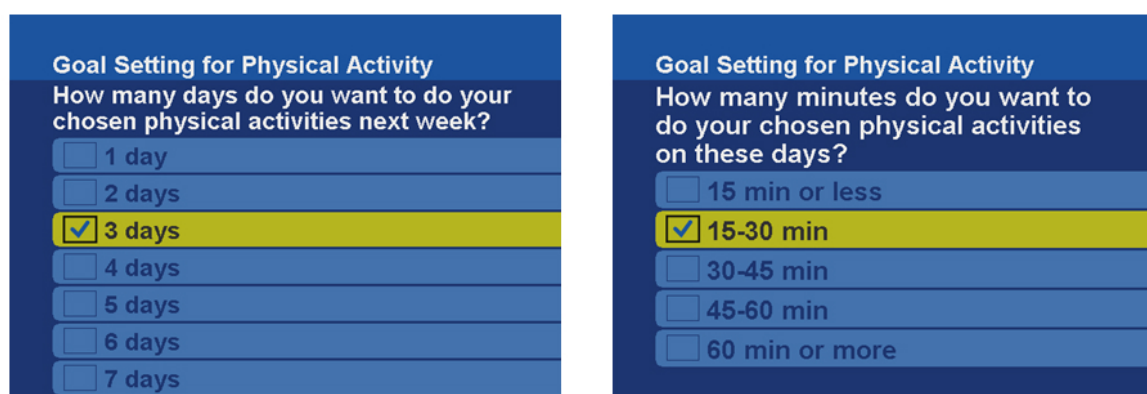 Goal Setting for Physical Activity
How many days do you want to do your
chosen physical activities next week?
1 day
2 days
3 days
4 days
5 days
6 days
7 days
Goal Setting for Physical Activity
How many minutes do you want to
do your chosen physical activities
on these days?
15 min or less
15-30 min
30-45 min
45-60 min
60 min or more